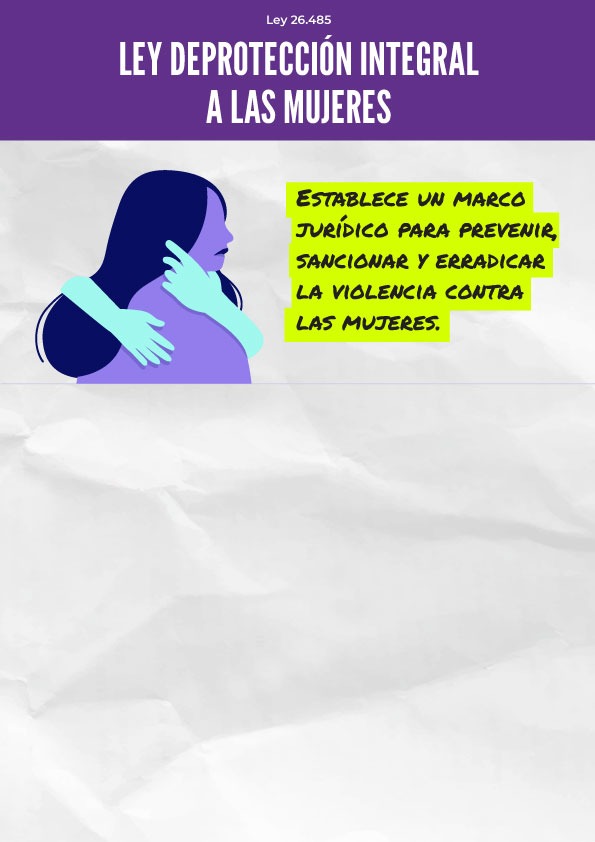 Ley 26.485
LEY DEPROTECCIÓN INTEGRAL
A LAS MUJERES
Establece un marco
jurídico para prevenir,
sancionar y erradicar
la violencia contra
las mujeres.